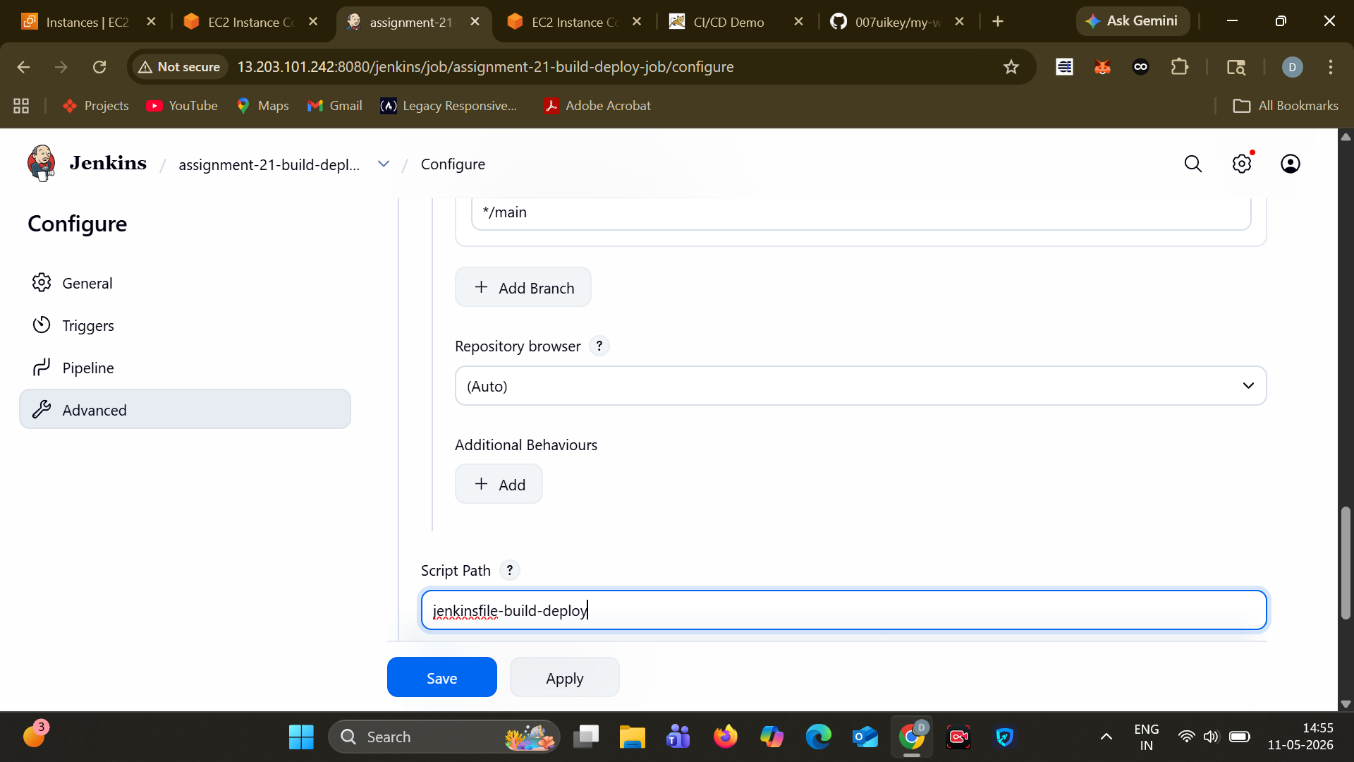 Instances | EC2
EC2 Instance Co
assignment-21
EC2 Instance Co
CI/CD Demo
007uikey/my-w
Ask Gemini
Not secure
13.203.101.242:8080/jenkins/job/assignment-21-build-deploy-job/configure
D
Projects
YouTube
Maps
Gmail
Legacy Responsive...
Adobe Acrobat
All Bookmarks
Jenkins / assignment-21-build-depl... / Configure
Configure
General
Triggers
Pipeline
Advanced
*/main
+ Add Branch
Repository browser ?
(Auto)
Additional Behaviours
+ Add
Script Path ?
jenkinsfile-build-deploy
Save
Apply
3
Search
D
ENG
IN
14:55
11-05-2026